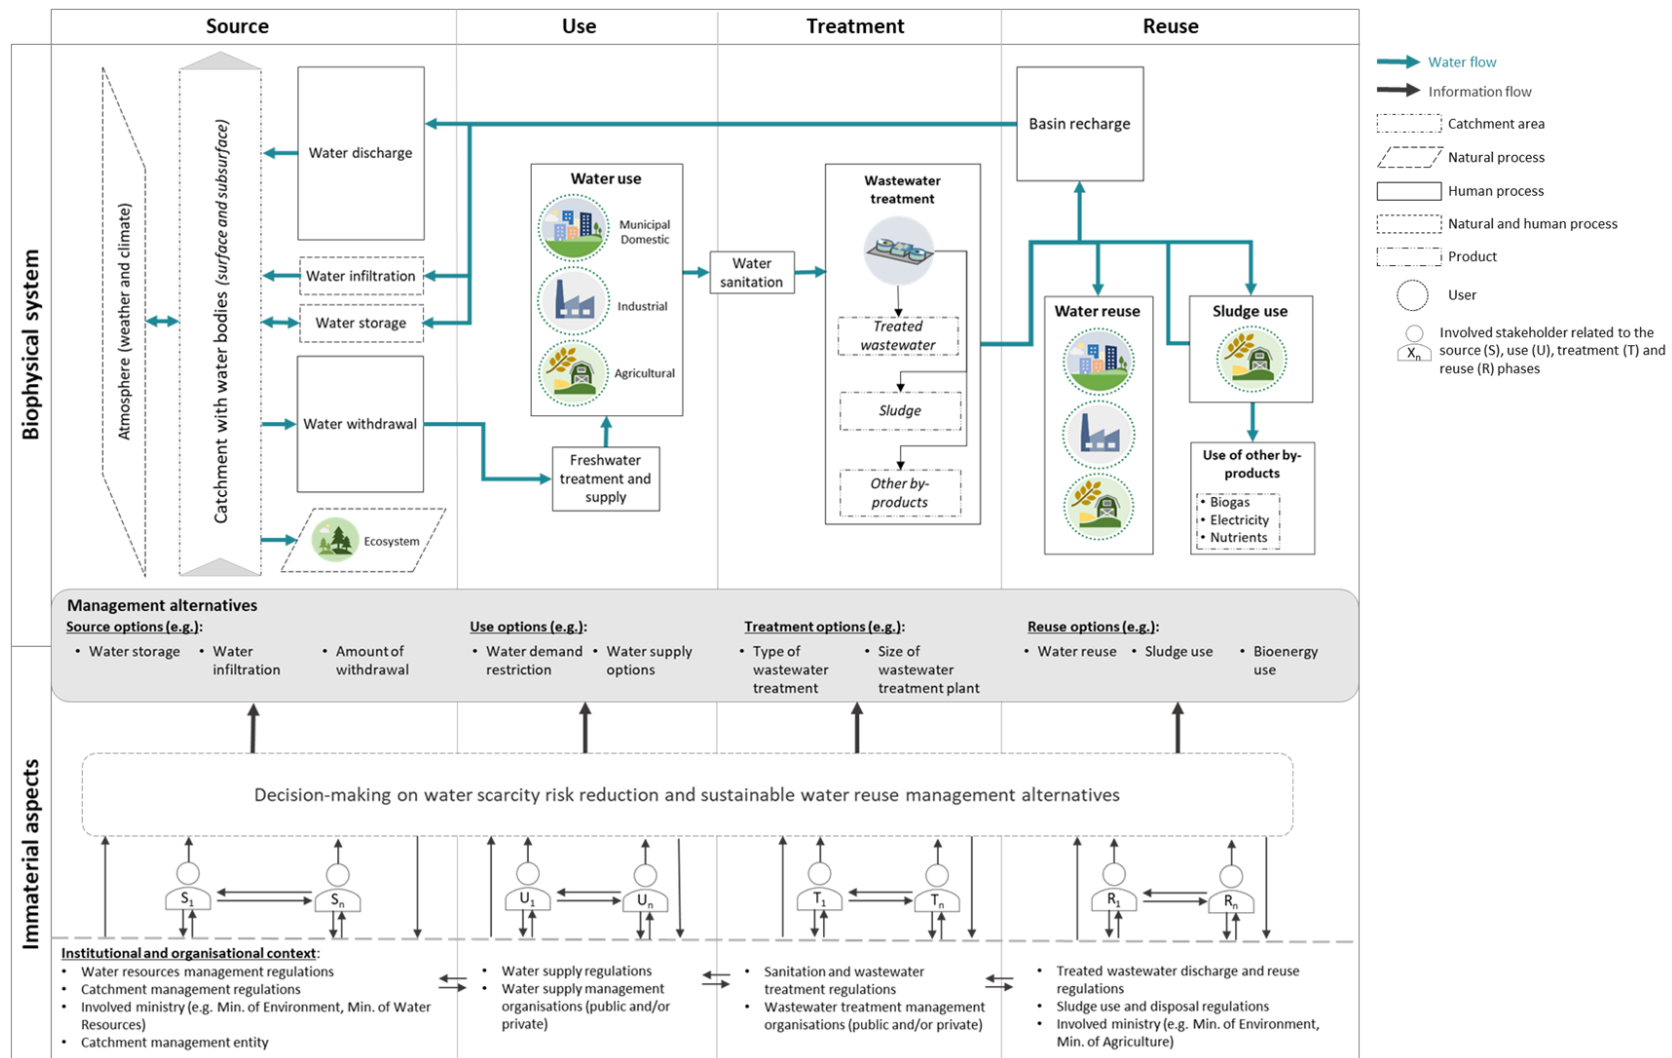 Source
Use
Treatment
Reuse
Biophysical system
Atmosphere (weather and climate)
Catchment with water bodies (surface and subsurface)
Water discharge
Water infiltration
Water storage
Water withdrawal
Ecosystem
Water use
Municipal
Domestic
Industrial
Agricultural
Freshwater
treatment and
supply
Water
sanitation
Wastewater
treatment
Treated
wastewater
Sludge
Other by-
products
Basin recharge
Water reuse
Sludge use
Use of other by-
products
• Biogas
• Electricity
• Nutrients
Water flow
Information flow
Catchment area
Natural process
Human process
Natural and human process
Product
User
X n
Involved stakeholder related to the
source (S), use (U), treatment (T) and
reuse (R) phases
Management alternatives
Source options (e.g.):
• Water storage
• Water
infiltration
• Amount of
withdrawal
Use options (e.g.):
• Water demand
restriction
• Water supply
options
Treatment options (e.g.):
• Type of
wastewater
treatment
• Size of
wastewater
treatment plant
Reuse options (e.g.):
• Water reuse
• Sludge use
• Bioenergy
use
Immaterial aspects
Decision-making on water scarcity risk reduction and sustainable water reuse management alternatives
S1
Sn
U1
Un
T1
Tn
R1
Rn
Institutional and organisational context:
• Water resources management regulations
• Catchment management regulations
• Involved ministry (e.g. Min. of Environment, Min. of Water
Resources)
• Catchment management entity
• Water supply regulations
• Water supply management
organisations (public and/or
private)
• Sanitation and wastewater
treatment regulations
• Wastewater treatment management
organisations (public and/or private)
• Treated wastewater discharge and reuse
regulations
• Sludge use and disposal regulations
• Involved ministry (e.g. Min. of Environment,
Min. of Agriculture)